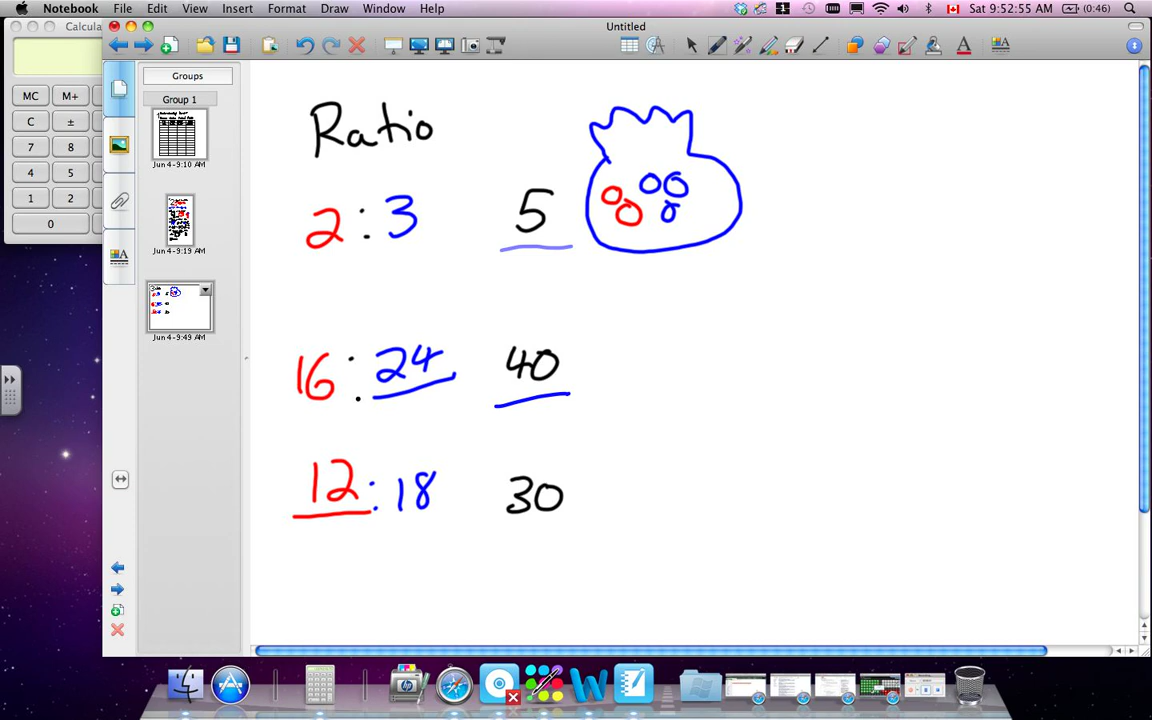 Notebook File Edit View Insert Format Draw Window Help Sat 9:52:55 AM (0:46)
Calcula
Untitled
MC M+
C ±
7 8
4 5
1 2
0
Groups
Group 1
Jun 4-9:10 AM
Jun 4-9:19 AM
Jun 4-9:49 AM
Ratio
2 : 3 5
16 : 24 40
12 : 18 30